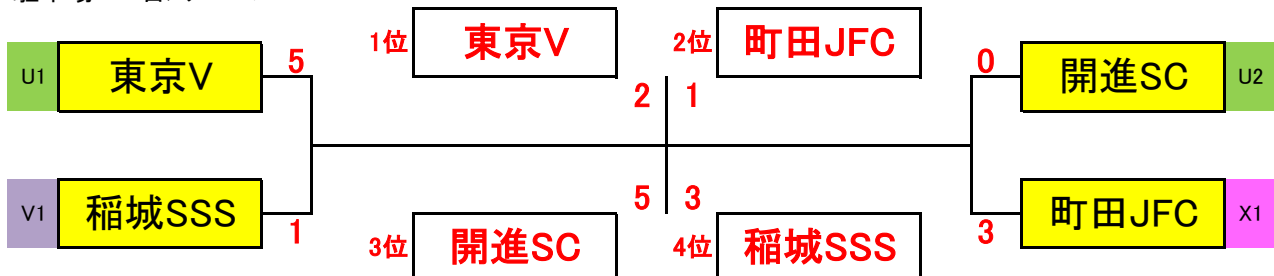 1位 東京V 2位 町田JFC
U1 東京V 5 0 開進SC U2
2 1
V1 稲城SSS 1 3 町田JFC X1
5 3
3位 開進SC 4位 稲城SSS